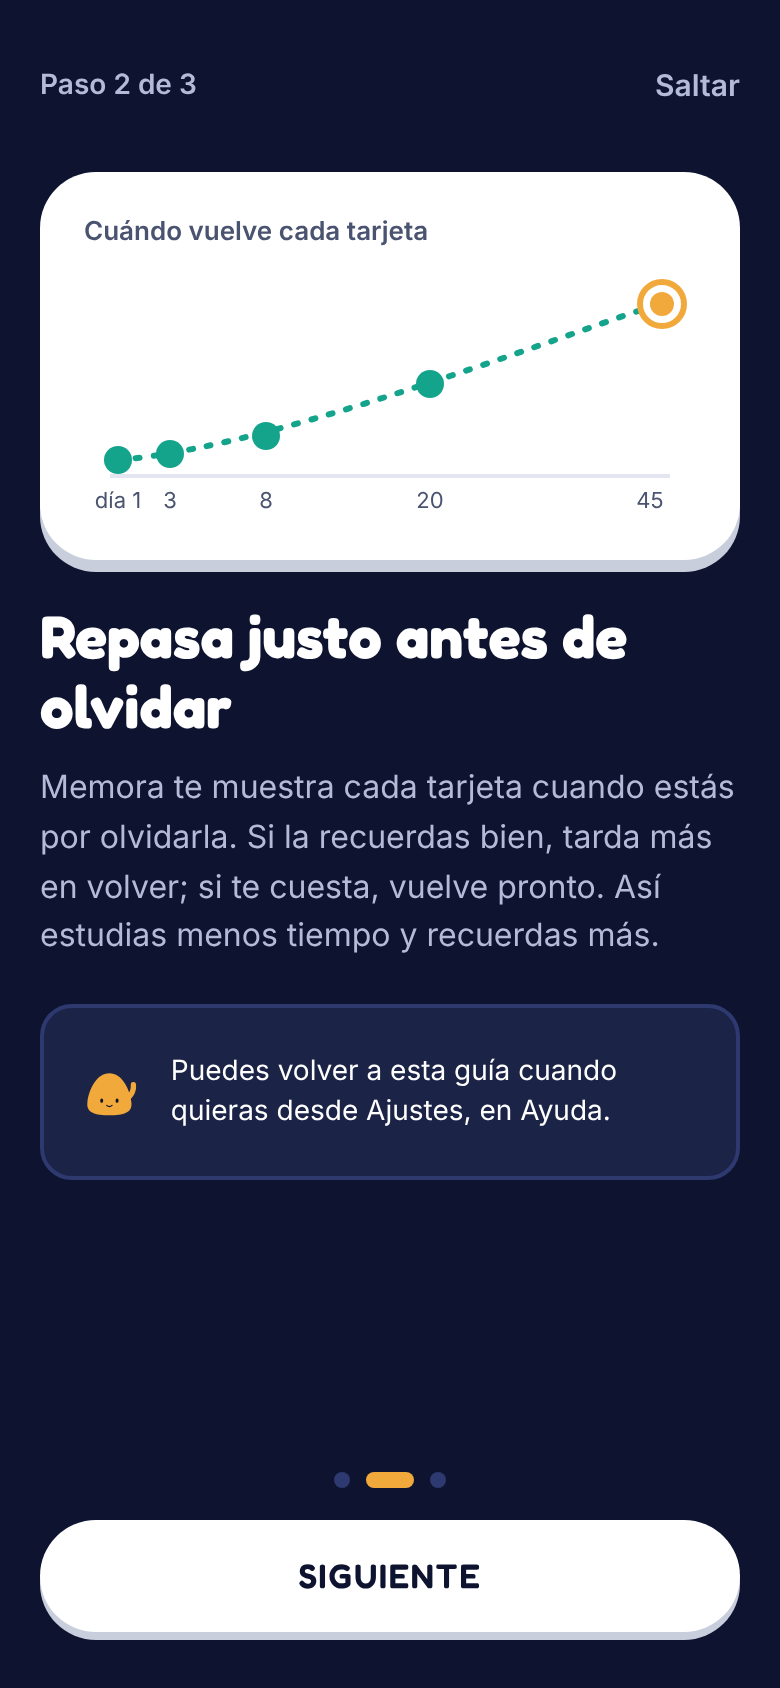 Paso 2 de 3
Saltar
Cuándo vuelve cada tarjeta
día 1 3 8 20 45
Repasa justo antes de
olvidar
Memora te muestra cada tarjeta cuando estás
por olvidarla. Si la recuerdas bien, tarda más
en volver; si te cuesta, vuelve pronto. Así
estudias menos tiempo y recuerdas más.
Puedes volver a esta guía cuando
quieras desde Ajustes, en Ayuda.
SIGUIENTE